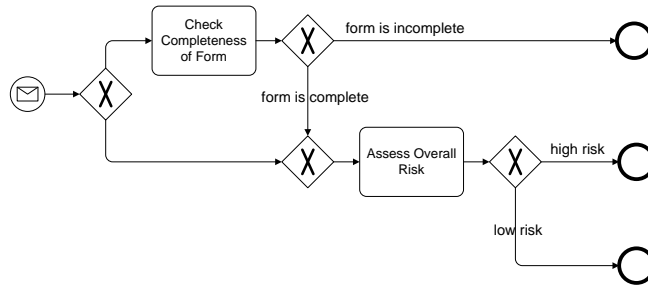 Check
Completeness
of Form
form is incomplete
form is complete
Assess Overall
Risk
high risk
low risk